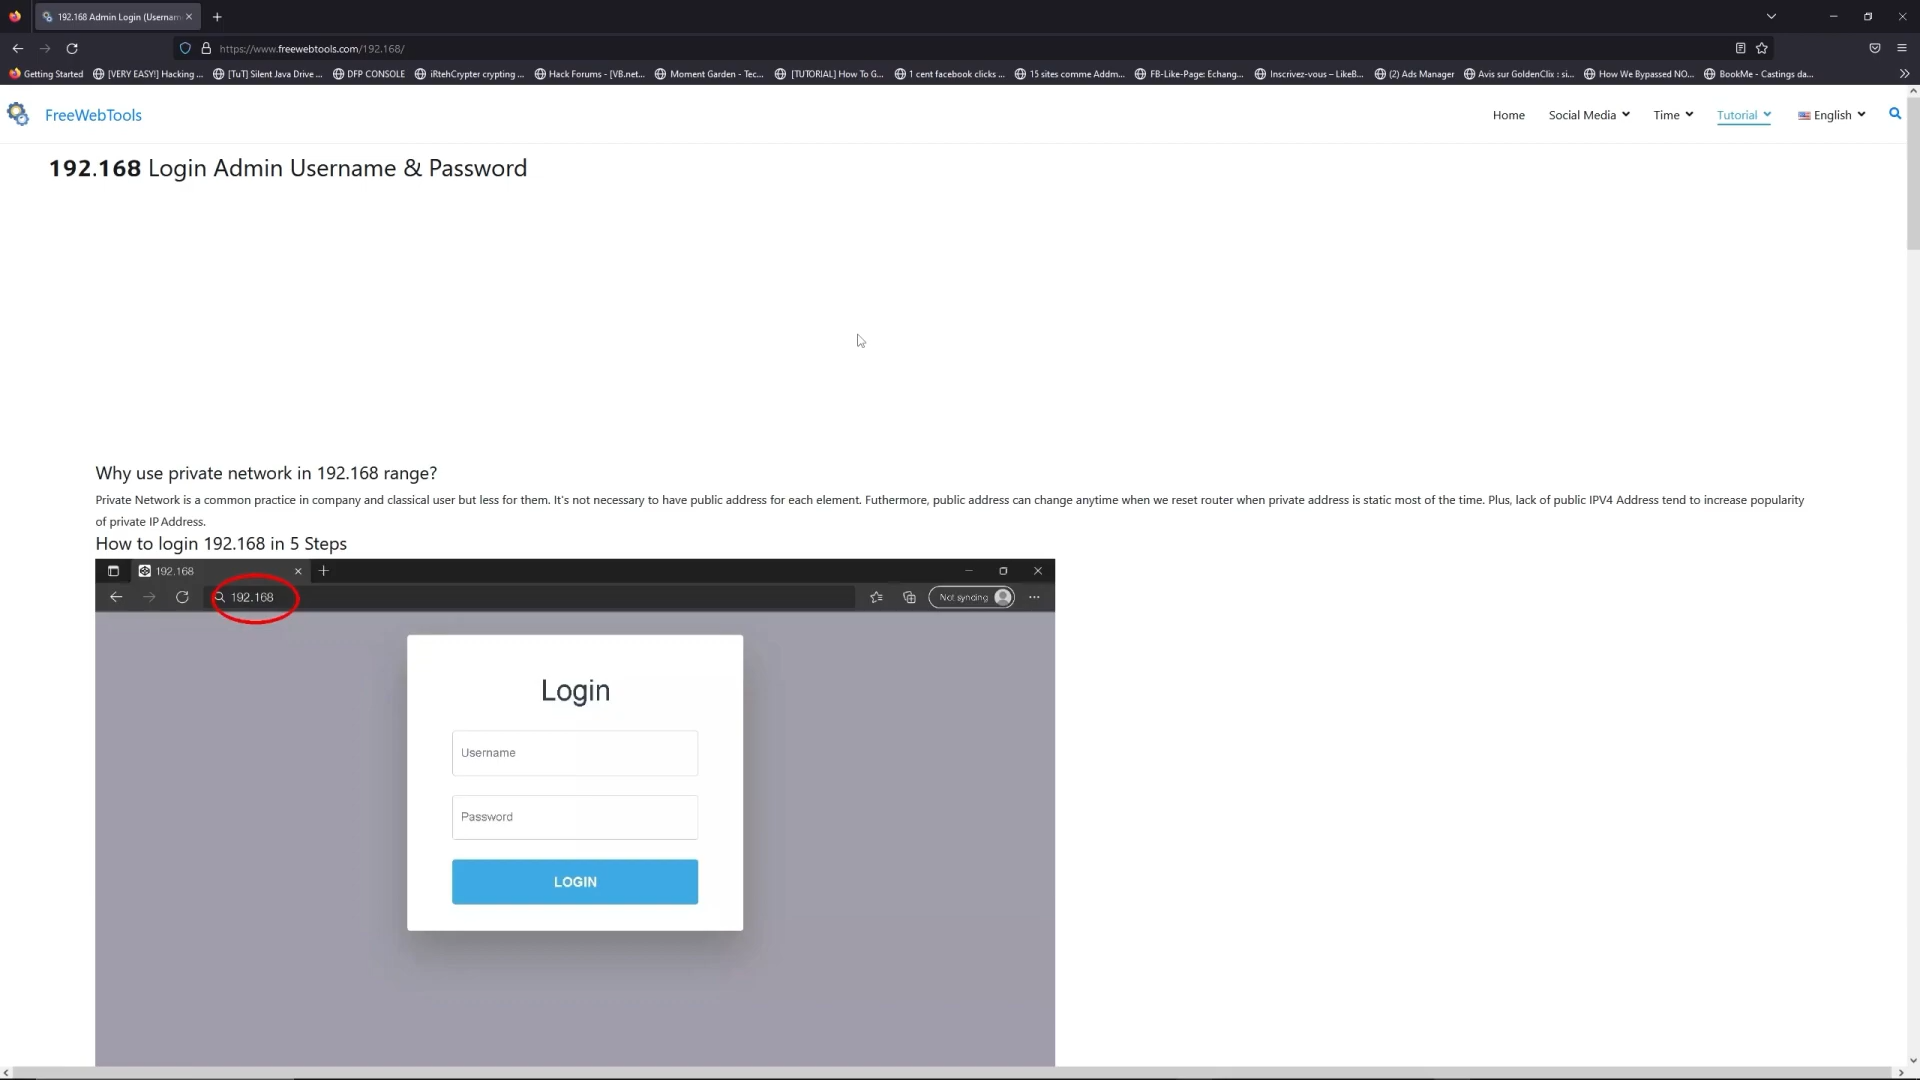 192.168 Admin Login (Usernam
https://www.freewebtools.com/192.168/
Getting Started
[VERY EASY!] Hacking ...
[TuT] Silent Java Drive ...
DFP CONSOLE
iRtehCrypter crypting ...
Hack Forums - [VB.net...
Moment Garden - Tec...
[TUTORIAL] How To G...
1 cent facebook clicks ...
15 sites comme Addm...
FB-Like-Page: Echang...
Inscrivez-vous – LikeB...
(2) Ads Manager
Avis sur GoldenClix : si...
How We Bypassed NO...
BookMe - Castings da...
FreeWebTools
Home
Social Media
Time
Tutorial
English
192.168 Login Admin Username & Password
Why use private network in 192.168 range?
Private Network is a common practice in company and classical user but less for them. It's not necessary to have public address for each element. Futhermore, public address can change anytime when we reset router when private address is static most of the time. Plus, lack of public IPV4 Address tend to increase popularity
of private IP Address.
How to login 192.168 in 5 Steps
192.168
192.168
Not syncing
Login
Username
Password
LOGIN